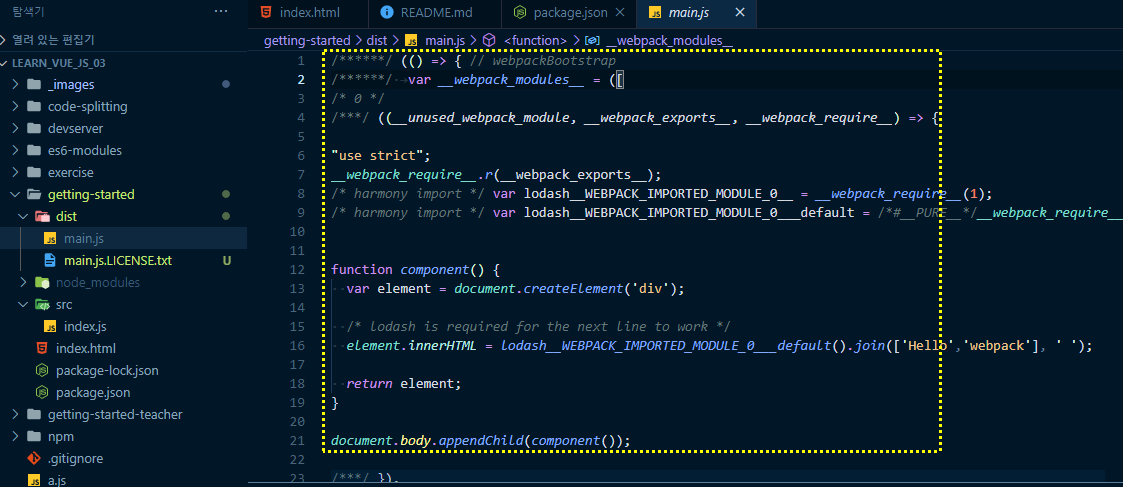 탐색기 ···
index.html README.md package.json × main.js ×
열려 있는 편집기
getting-started > dist > JS main.js > <function> > __webpack_modules__
LEARN_VUE_JS_03
_images
code-splitting
devserver
es6-modules
exercise
getting-started
dist
JS main.js
main.js.LICENSE.txt U
node_modules
src
JS index.js
index.html
package-lock.json
package.json
getting-started-teacher
npm
.gitignore
JS a.js
1 /******/ (() => { // webpackBootstrap
2 /******/ var __webpack_modules__ = ([
3 /* 0 */
4 /***/ ((__unused_webpack_module, __webpack_exports__, __webpack_require__) => {
5
6 "use strict";
7 __webpack_require__.r(__webpack_exports__);
8 /* harmony import */ var lodash__WEBPACK_IMPORTED_MODULE_0__ = __webpack_require__(1);
9 /* harmony import */ var lodash__WEBPACK_IMPORTED_MODULE_0___default = /*#__PURE__*/__webpack_require__
10
11
12 function component() {
13 var element = document.createElement('div');
14
15 /* lodash is required for the next line to work */
16 element.innerHTML = lodash__WEBPACK_IMPORTED_MODULE_0___default().join(['Hello','webpack'], ' ');
17
18 return element;
19 }
20
21 document.body.appendChild(component());
22
23 /***/ }),